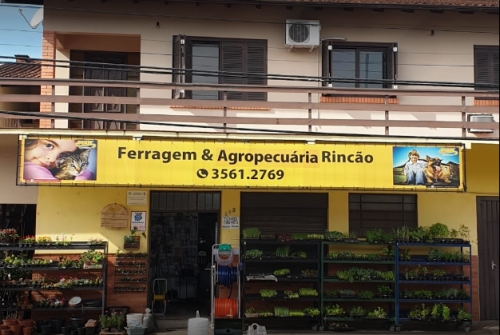 Ferragem & Agropecuária Rincão
3561.2769